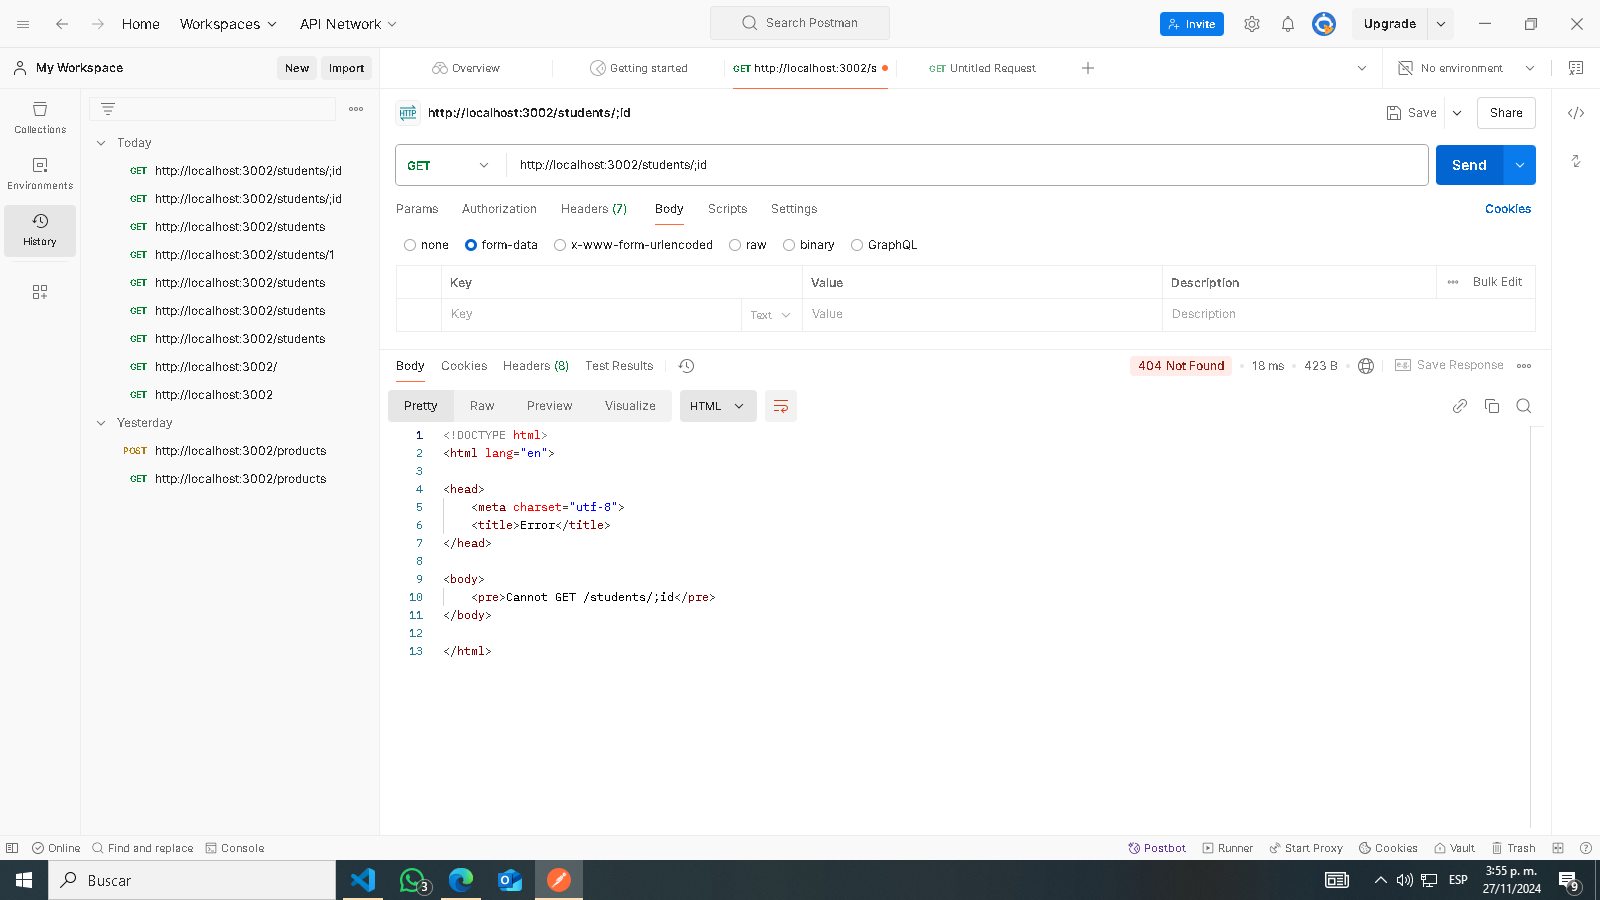 Home Workspaces API Network Search Postman Invite Upgrade
My Workspace New Import Overview Getting started GET http://localhost:3002/s GET Untitled Request No environment
Collections
Environments
History
Today
GET http://localhost:3002/students/;id
GET http://localhost:3002/students/;id
GET http://localhost:3002/students
GET http://localhost:3002/students/1
GET http://localhost:3002/students
GET http://localhost:3002/students
GET http://localhost:3002/students
GET http://localhost:3002/
GET http://localhost:3002
Yesterday
POST http://localhost:3002/products
GET http://localhost:3002/products
HTTP http://localhost:3002/students/;id Save Share
GET http://localhost:3002/students/;id Send
Params Authorization Headers (7) Body Scripts Settings Cookies
none form-data x-www-form-urlencoded raw binary GraphQL
Key Value Description Bulk Edit
Key Text Value Description
Body Cookies Headers (8) Test Results 404 Not Found 18 ms 423 B Save Response
Pretty Raw Preview Visualize HTML
1 <!DOCTYPE html>
2 <html lang="en">
3
4 <head>
5 <meta charset="utf-8">
6 <title>Error</title>
7 </head>
8
9 <body>
10 <pre>Cannot GET /students/;id</pre>
11 </body>
12
13 </html>
Online Find and replace Console Postbot Runner Start Proxy Cookies Vault Trash
Buscar 3 ESP 3:55 p. m. 9
27/11/2024